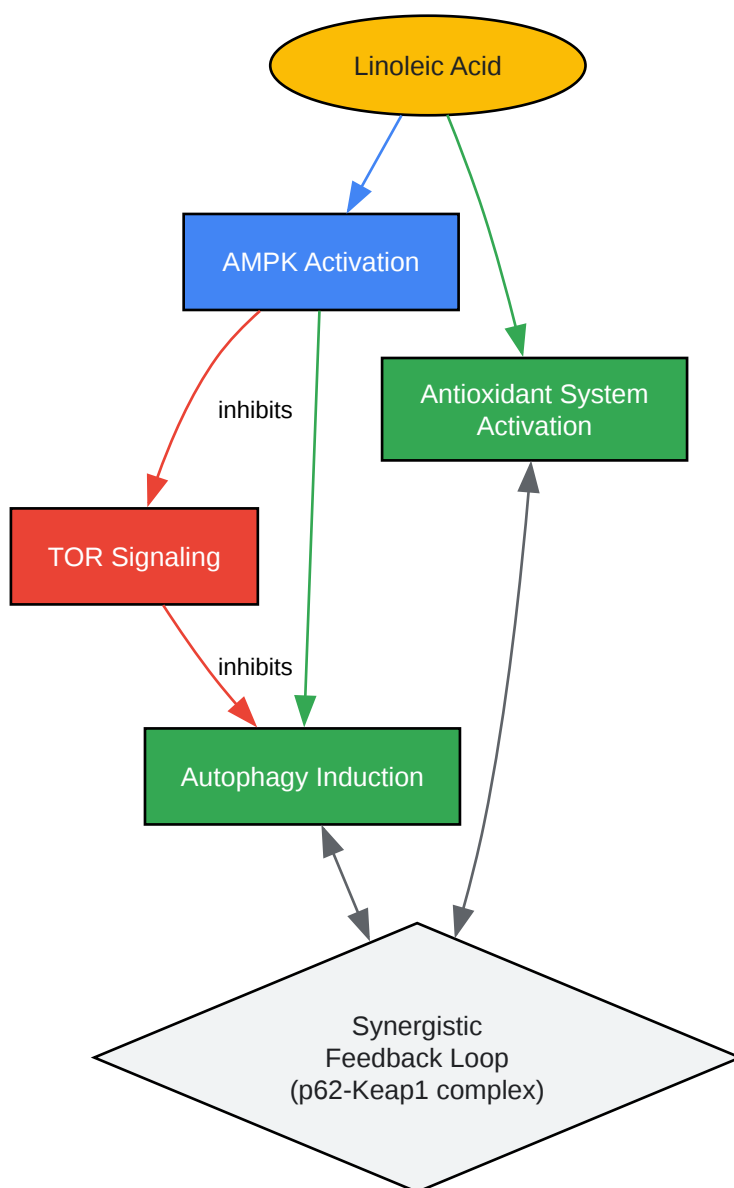 Linoleic Acid
AMPK Activation
Antioxidant System
Activation
inhibits
TOR Signaling
inhibits
Autophagy Induction
Synergistic
Feedback Loop
(p62-Keap1 complex)